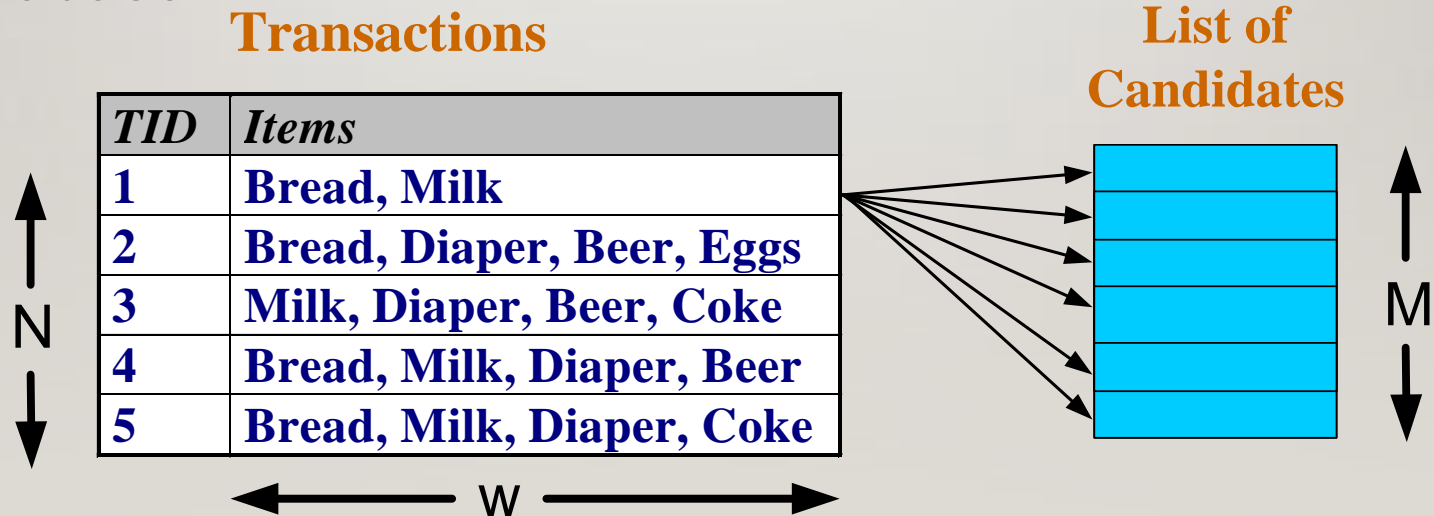 Transactions
List of
Candidates
TID Items
1 Bread, Milk
2 Bread, Diaper, Beer, Eggs
3 Milk, Diaper, Beer, Coke
4 Bread, Milk, Diaper, Beer
5 Bread, Milk, Diaper, Coke
N
M
w